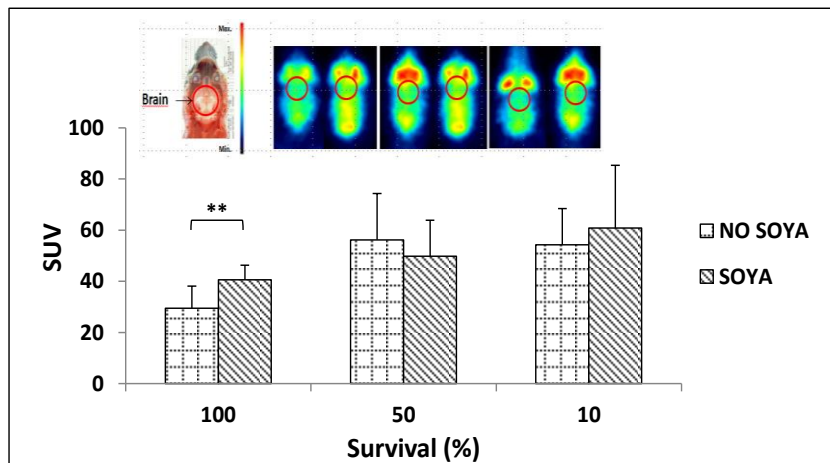 Max.
Brain
Min.
100
80
60
40
20
0
SUV
**
NO SOYA
SOYA
100 50 10
Survival (%)